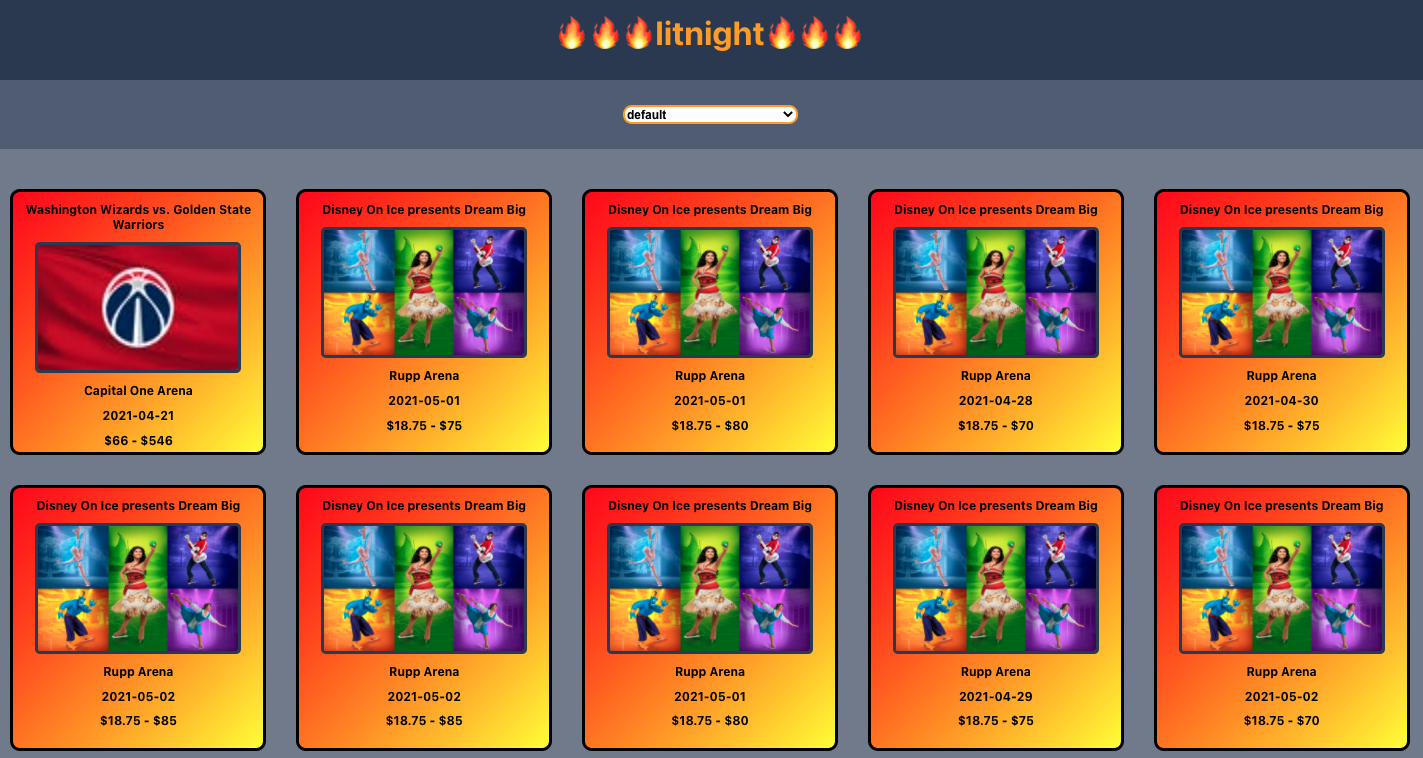 🔥🔥🔥litnight🔥🔥🔥
default
Washington Wizards vs. Golden State
Warriors
Capital One Arena
2021-04-21
$66 - $546
Disney On Ice presents Dream Big
Rupp Arena
2021-05-01
$18.75 - $75
Disney On Ice presents Dream Big
Rupp Arena
2021-05-01
$18.75 - $80
Disney On Ice presents Dream Big
Rupp Arena
2021-04-28
$18.75 - $70
Disney On Ice presents Dream Big
Rupp Arena
2021-04-30
$18.75 - $75
Disney On Ice presents Dream Big
Rupp Arena
2021-05-02
$18.75 - $85
Disney On Ice presents Dream Big
Rupp Arena
2021-05-02
$18.75 - $85
Disney On Ice presents Dream Big
Rupp Arena
2021-05-01
$18.75 - $80
Disney On Ice presents Dream Big
Rupp Arena
2021-04-29
$18.75 - $75
Disney On Ice presents Dream Big
Rupp Arena
2021-05-02
$18.75 - $70